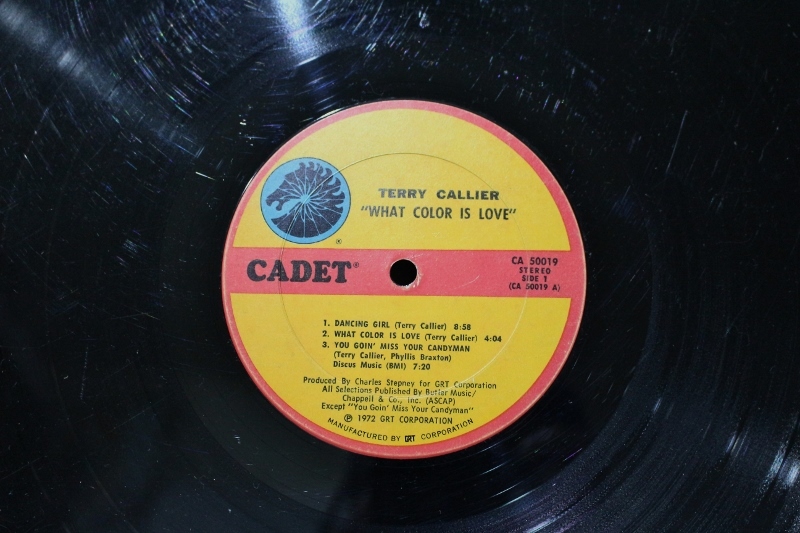 TERRY CALLIER
"WHAT COLOR IS LOVE"
®
CADET®
CA 50019
STEREO
SIDE 1
(CA 50019 A)
1. DANCING GIRL (Terry Callier) 8:58
2. WHAT COLOR IS LOVE (Terry Callier) 4:04
3. YOU GOIN' MISS YOUR CANDYMAN
(Terry Callier, Phyllis Braxton)
Discus Music (BMI) 7:20
Produced By Charles Stepney for GRT Corporation
All Selections Published By Butler Music/
Chappell & Co., Inc. (ASCAP)
Except "You Goin' Miss Your Candyman"
℗ 1972 GRT CORPORATION
MANUFACTURED BY GRT CORPORATION